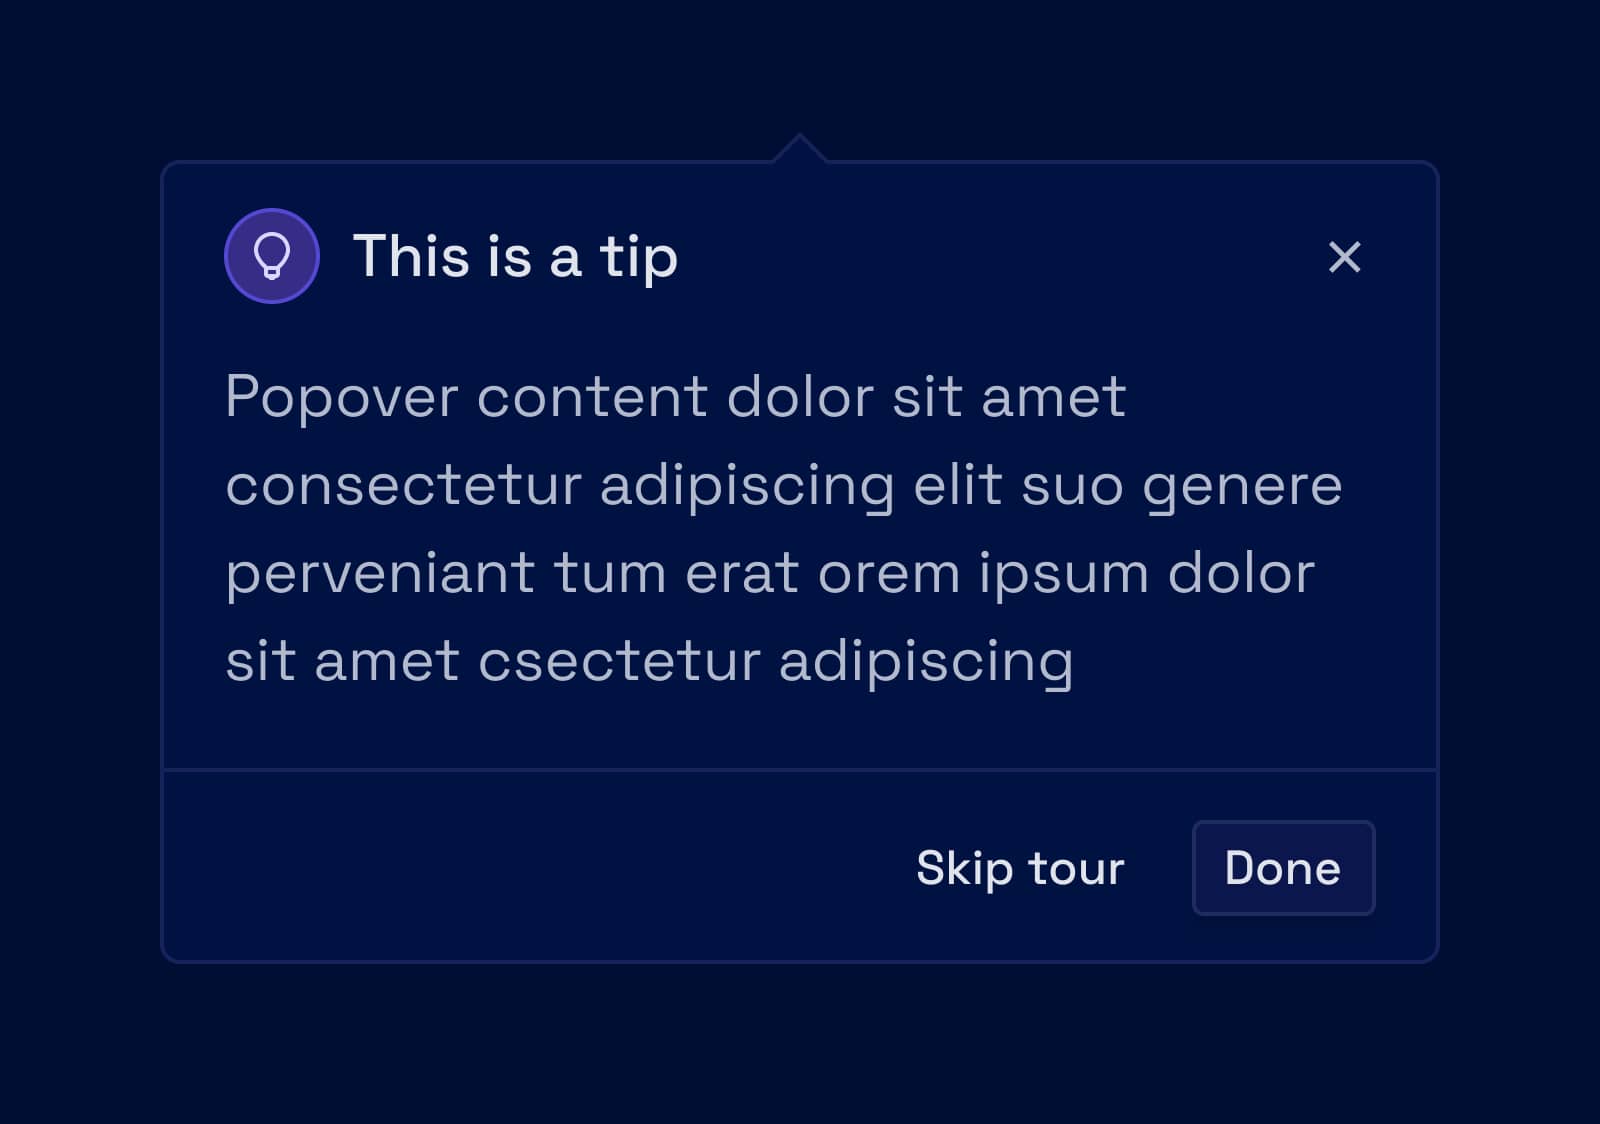 This is a tip
Popover content dolor sit amet
consectetur adipiscing elit suo genere
perveniant tum erat orem ipsum dolor
sit amet csectetur adipiscing
Skip tour
Done